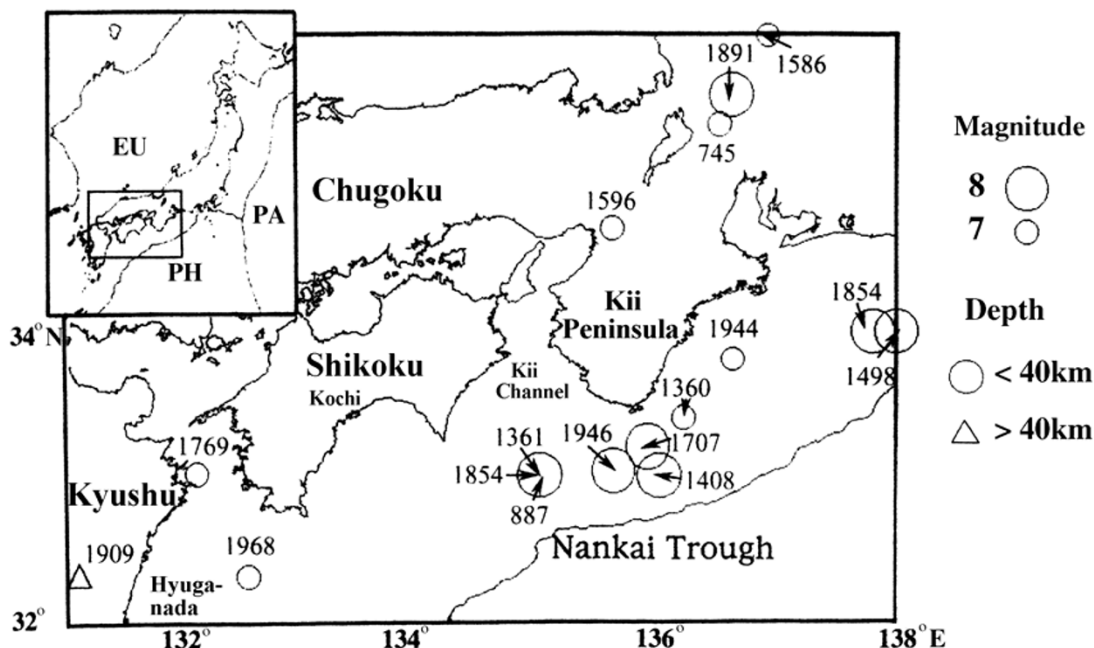 1891
1586
745
EU
PA
PH
Chugoku
1596
Magnitude
8
7
Kii
Peninsula
1854
1498
Depth
< 40km
> 40km
34° N
Shikoku
Kochi
Kii
Channel
1944
1360
1769
1361
1854
887
1946
1707
1408
Kyushu
1909
1968
Hyuga-
nada
Nankai Trough
32°
132°
134°
136°
138° E